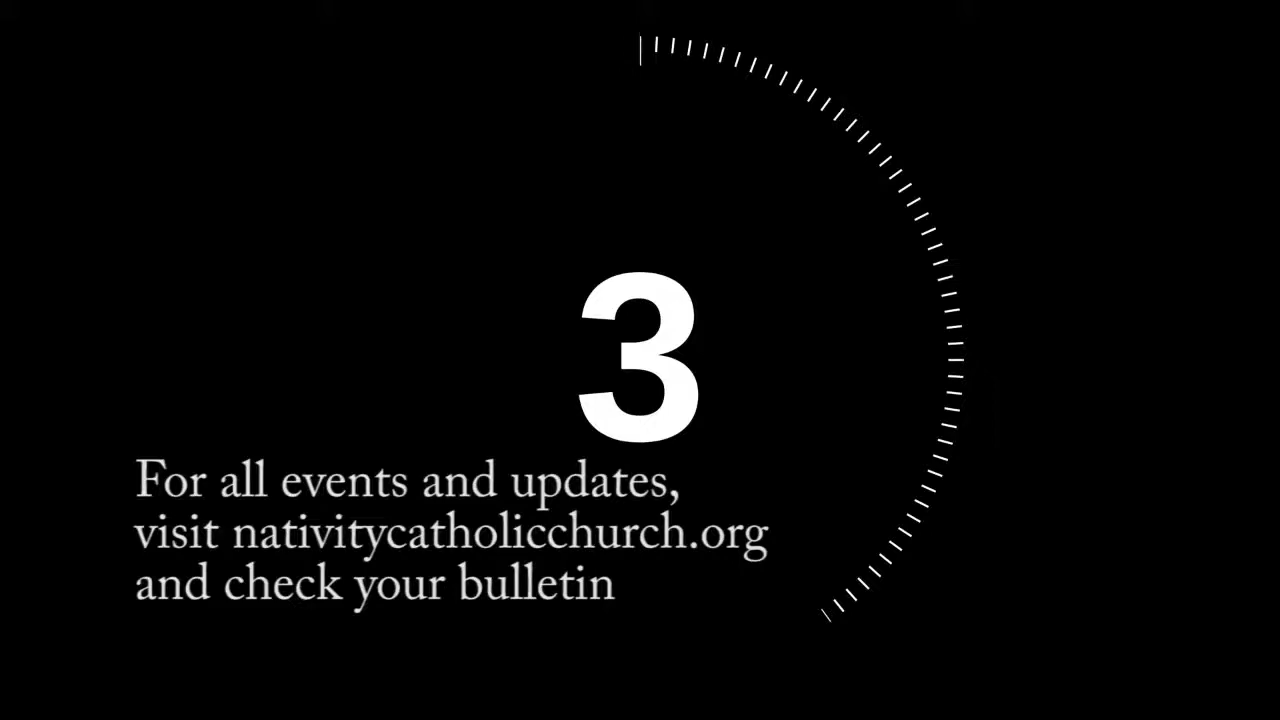 3
For all events and updates,
visit nativitycatholicchurch.org
and check your bulletin